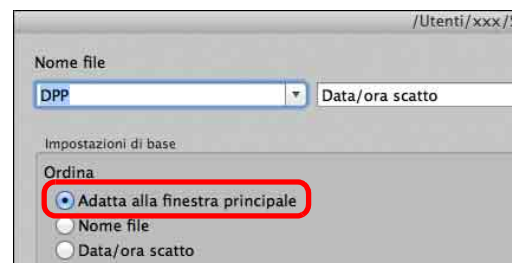 /Utenti/xxx/
Nome file
DPP Data/ora scatto
Impostazioni di base
Ordina
Adatta alla finestra principale
Nome file
Data/ora scatto